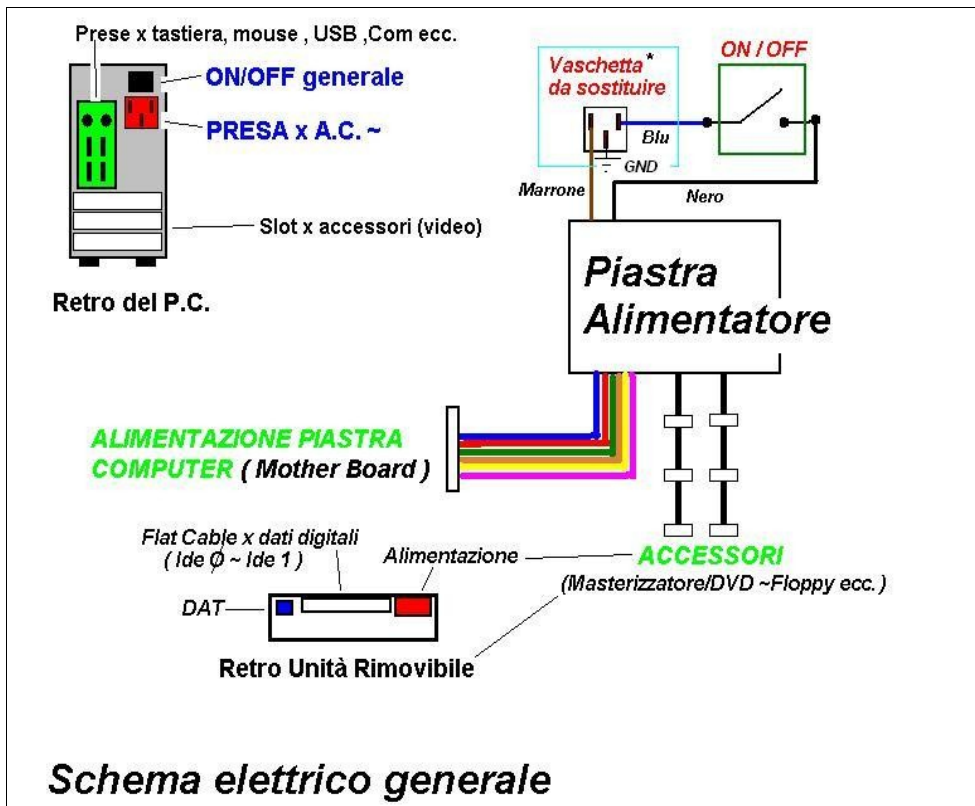 Prese x tastiera, mouse , USB ,Com ecc.
ON/OFF generale
PRESA x A.C. ~
Slot x accessori (video)
Retro del P.C.
Vaschetta*
da sostituire
ON / OFF
Blu
GND
Marrone
Nero
Piastra
Alimentatore
ALIMENTAZIONE PIASTRA
COMPUTER ( Mother Board )
Flat Cable x dati digitali
( Ide 0 ~ Ide 1 )
Alimentazione
ACCESSORI
(Masterizzatore/DVD ~Floppy ecc. )
DAT
Retro Unità Rimovibile
Schema elettrico generale